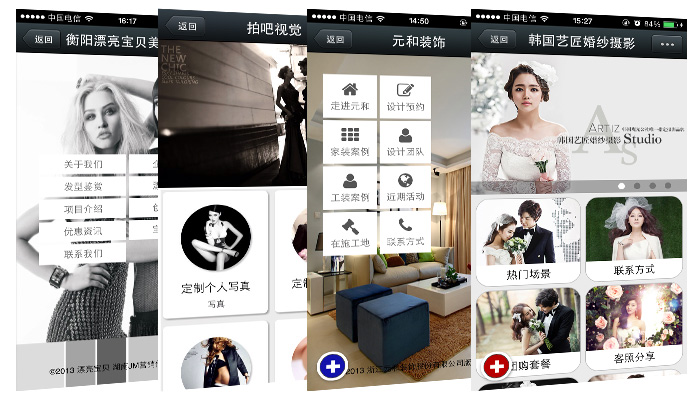 中国电信 16:17
返回 衡阳漂亮宝贝美
关于我们
发型鉴赏
项目介绍
优惠资讯
联系我们
©2013 漂亮宝贝 湖南JM营销
返回 拍吧视觉
THE
NEW
CHIC
定制个人写真
写真
中国电信 14:50
返回 元和装饰
走进元和 设计预约
家装案例 设计团队
工装案例 近期活动
在施工地 联系方式
©2013
中国电信 15:27 84%
返回 韩国艺匠婚纱摄影
As
ARTIZ
韩国艺匠婚纱摄影 Studio
热门场景 联系方式
团购套餐 客照分享